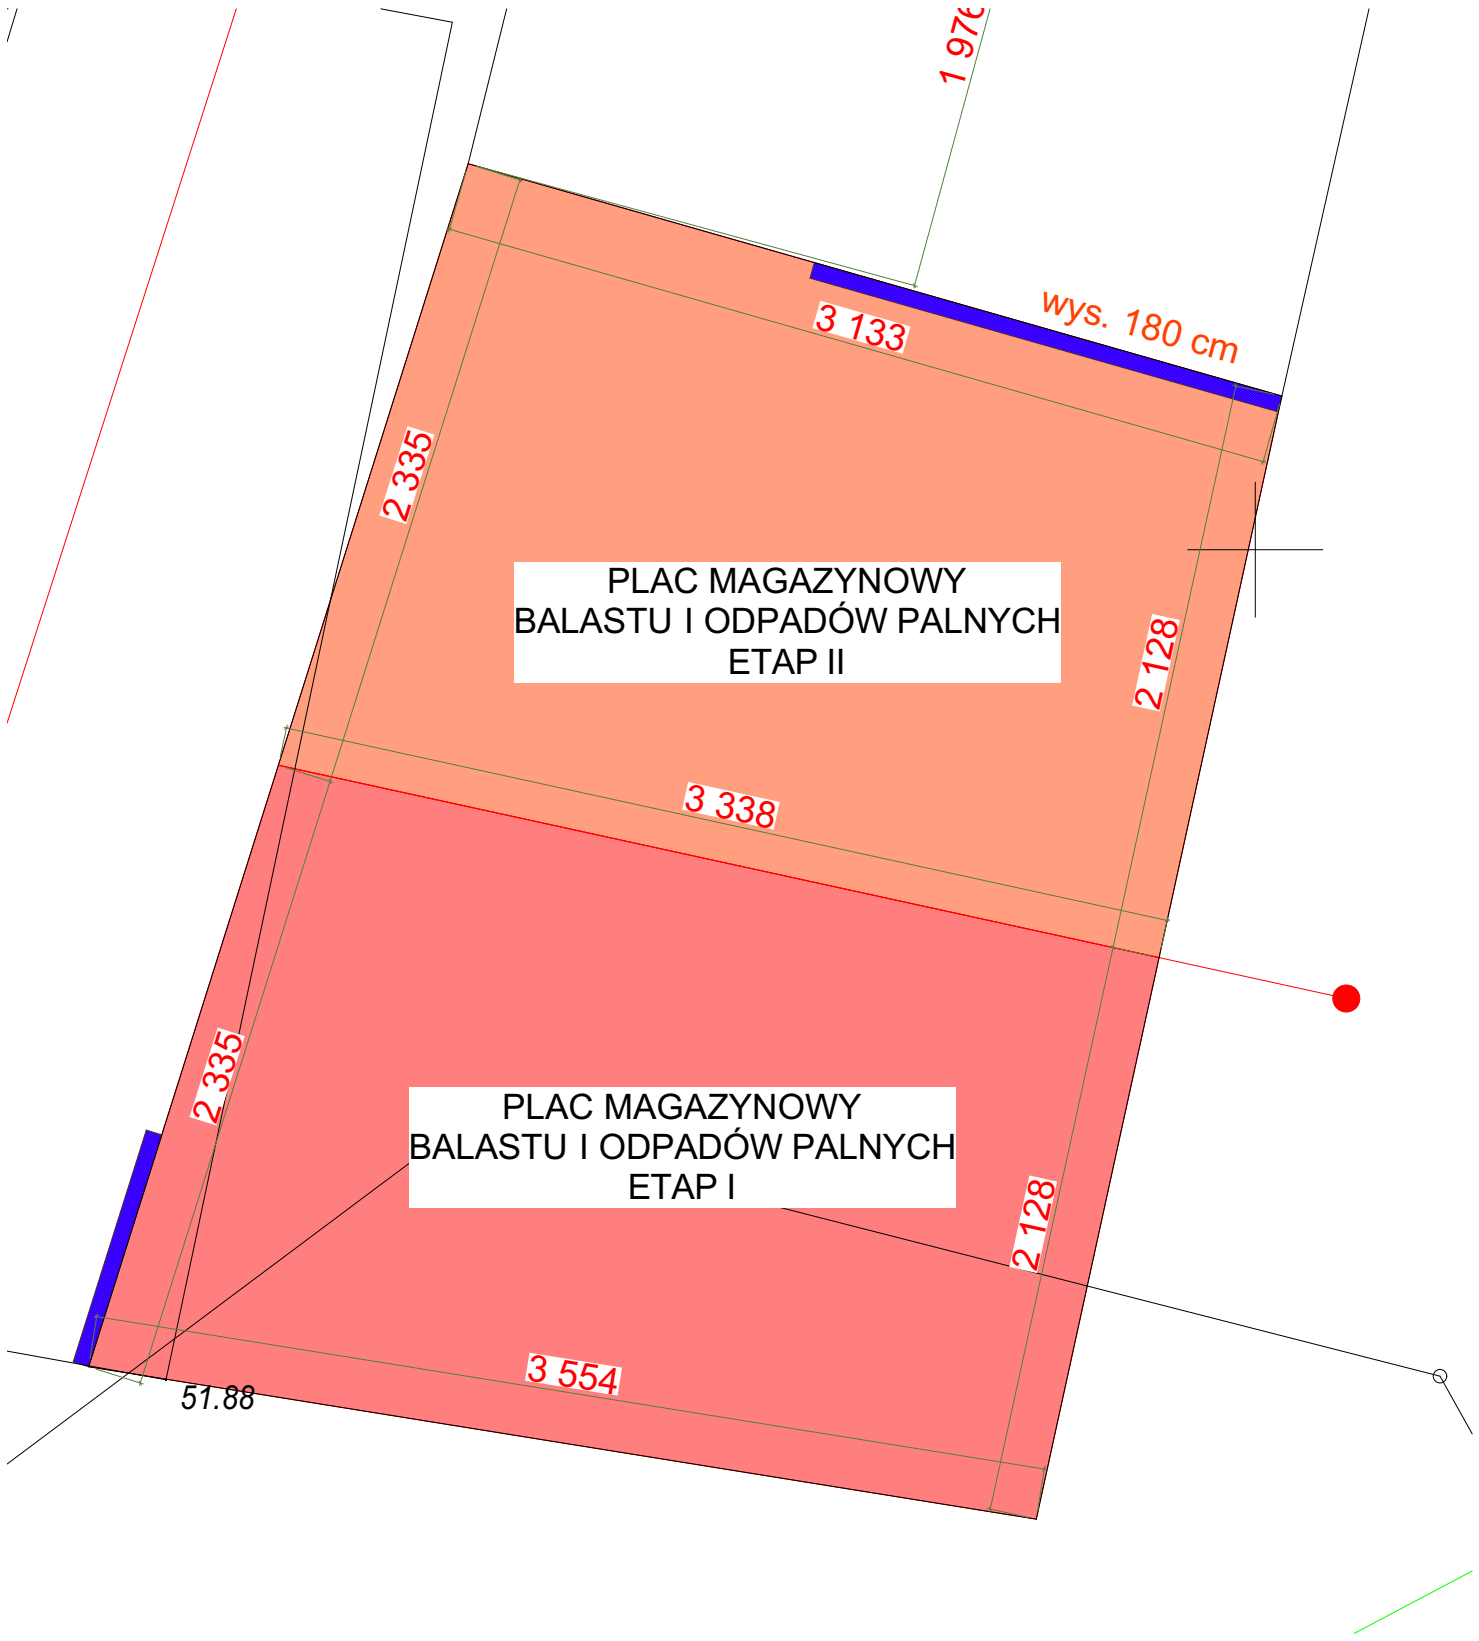 1 976
wys. 180 cm
3 133
2 335
PLAC MAGAZYNOWY
BALASTU I ODPADÓW PALNYCH
ETAP II
2 128
3 338
2 335
PLAC MAGAZYNOWY
BALASTU I ODPADÓW PALNYCH
ETAP I
2 128
3 554
51.88